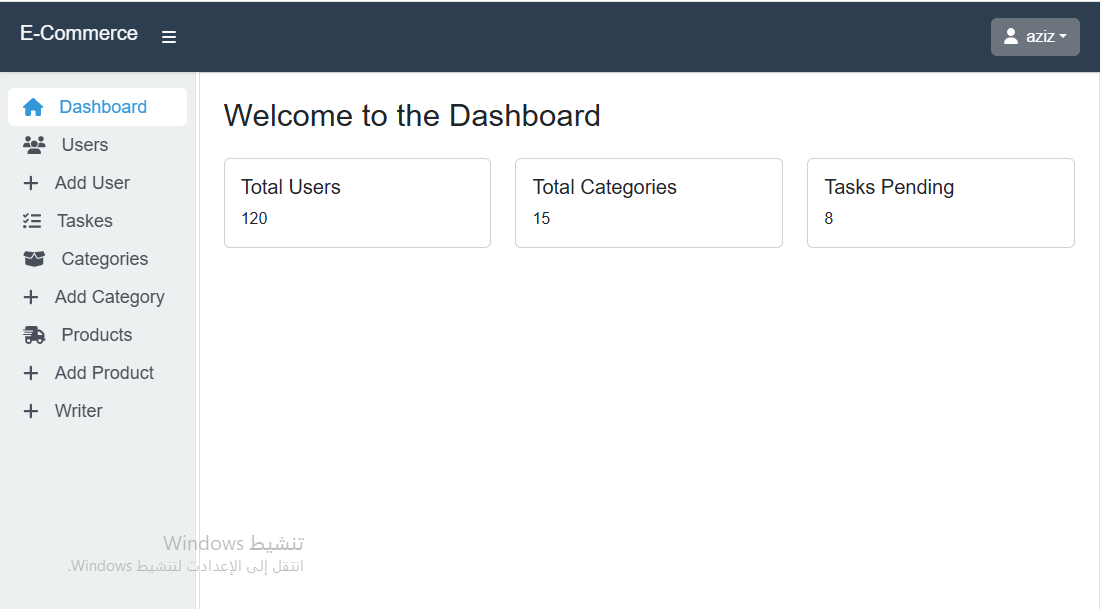 E-Commerce
aziz
Dashboard
Users
Add User
Taskes
Categories
Add Category
Products
Add Product
Writer
Welcome to the Dashboard
Total Users
120
Total Categories
15
Tasks Pending
8
تنشيط Windows
انتقل إلى الإعدادت لتنشيط Windows.